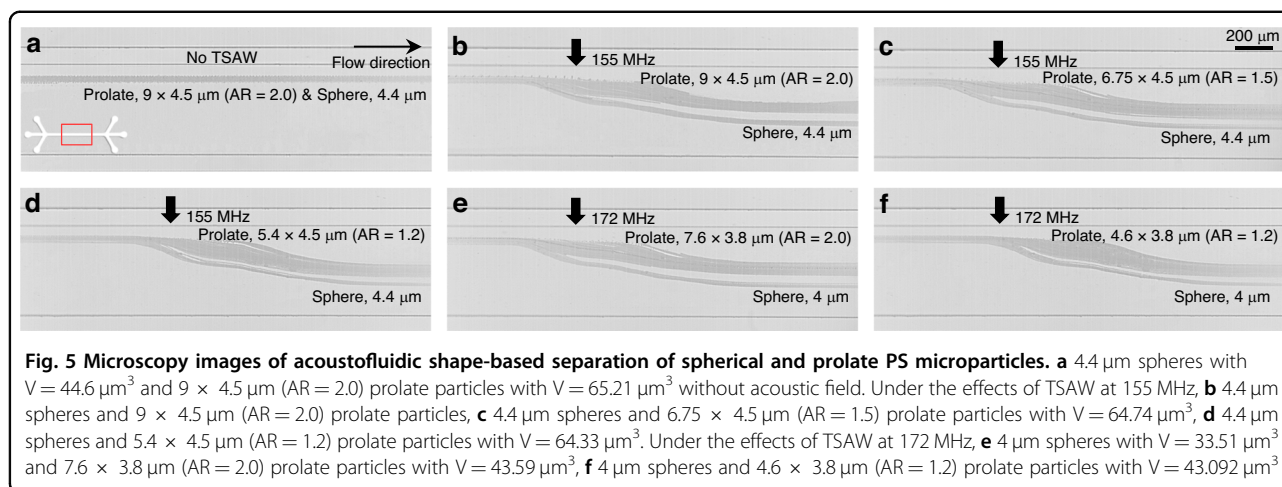 a
No TSAW
Flow direction
Prolate, 9 × 4.5 µm (AR = 2.0) & Sphere, 4.4 µm
b
155 MHz
Prolate, 9 × 4.5 µm (AR = 2.0)
Sphere, 4.4 µm
c
200 µm
155 MHz
Prolate, 6.75 × 4.5 µm (AR = 1.5)
Sphere, 4.4 µm
d
155 MHz
Prolate, 5.4 × 4.5 µm (AR = 1.2)
Sphere, 4.4 µm
e
172 MHz
Prolate, 7.6 × 3.8 µm (AR = 2.0)
Sphere, 4 µm
f
172 MHz
Prolate, 4.6 × 3.8 µm (AR = 1.2)
Sphere, 4 µm
Fig. 5 Microscopy images of acoustofluidic shape-based separation of spherical and prolate PS microparticles. a 4.4 µm spheres with
V = 44.6 µm³ and 9 × 4.5 µm (AR = 2.0) prolate particles with V = 65.21 µm³ without acoustic field. Under the effects of TSAW at 155 MHz, b 4.4 µm
spheres and 9 × 4.5 µm (AR = 2.0) prolate particles, c 4.4 µm spheres and 6.75 × 4.5 µm (AR = 1.5) prolate particles with V = 64.74 µm³, d 4.4 µm
spheres and 5.4 × 4.5 µm (AR = 1.2) prolate particles with V = 64.33 µm³. Under the effects of TSAW at 172 MHz, e 4 µm spheres with V = 33.51 µm³
and 7.6 × 3.8 µm (AR = 2.0) prolate particles with V = 43.59 µm³, f 4 µm spheres and 4.6 × 3.8 µm (AR = 1.2) prolate particles with V = 43.092 µm³